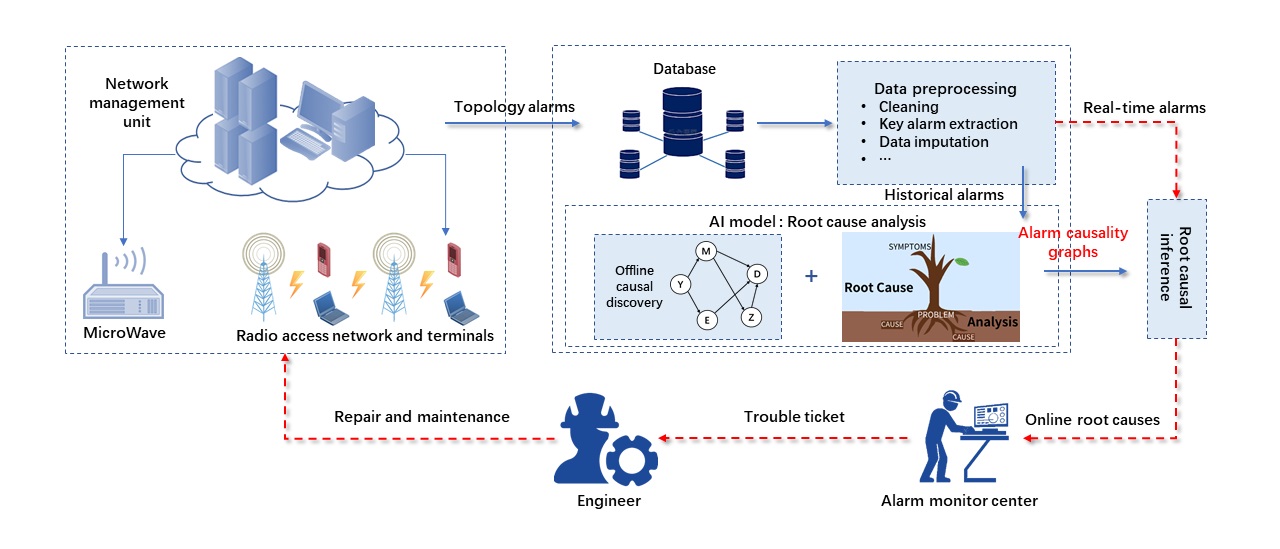 Network
management
unit
MicroWave
Radio access network and terminals
Topology alarms
Database
Data preprocessing
• Cleaning
• Key alarm extraction
• Data imputation
• ...
Real-time alarms
Historical alarms
AI model : Root cause analysis
Offline
causal
discovery
M
Y
D
E
Z
+
SYMPTOMS
Root Cause
PROBLEM
Analysis
CAUSE
CAUSE
Alarm causality
graphs
Root causal
inference
Online root causes
Alarm monitor center
Trouble ticket
Engineer
Repair and maintenance